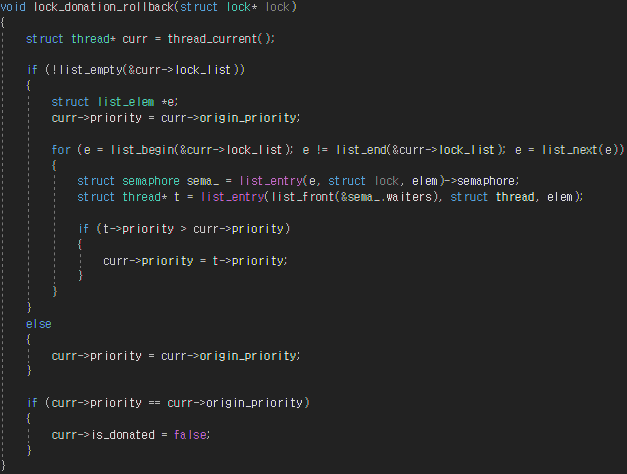 void lock_donation_rollback(struct lock* lock)
{
struct thread* curr = thread_current();
if (!list_empty(&curr->lock_list))
{
struct list_elem *e;
curr->priority = curr->origin_priority;
for (e = list_begin(&curr->lock_list); e != list_end(&curr->lock_list); e = list_next(e))
{
struct semaphore sema_ = list_entry(e, struct lock, elem)->semaphore;
struct thread* t = list_entry(list_front(&sema_.waiters), struct thread, elem);
if (t->priority > curr->priority)
{
curr->priority = t->priority;
}
}
}
else
{
curr->priority = curr->origin_priority;
}
if (curr->priority == curr->origin_priority)
{
curr->is_donated = false;
}
}